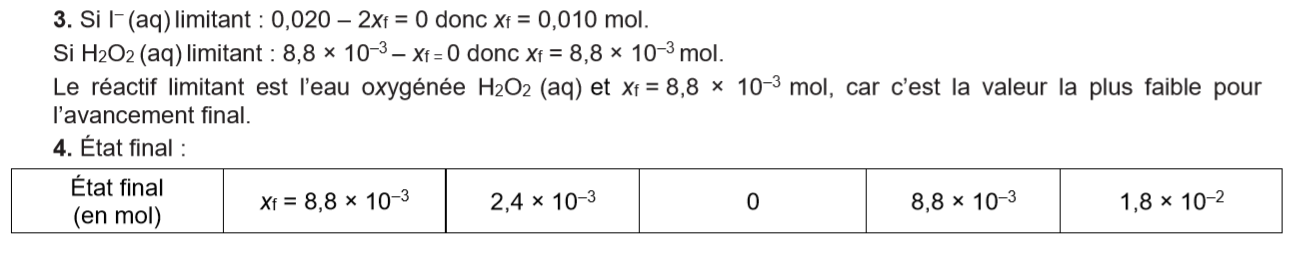 3. Si I⁻ (aq) limitant : 0,020 – 2xf = 0 donc xf = 0,010 mol.
Si H₂O₂ (aq) limitant : 8,8 × 10⁻³ – xf = 0 donc xf = 8,8 × 10⁻³ mol.
Le réactif limitant est l’eau oxygénée H₂O₂ (aq) et xf = 8,8 × 10⁻³ mol, car c’est la valeur la plus faible pour
l’avancement final.
4. État final :
État final
(en mol)
xf = 8,8 × 10⁻³
2,4 × 10⁻³
0
8,8 × 10⁻³
1,8 × 10⁻²